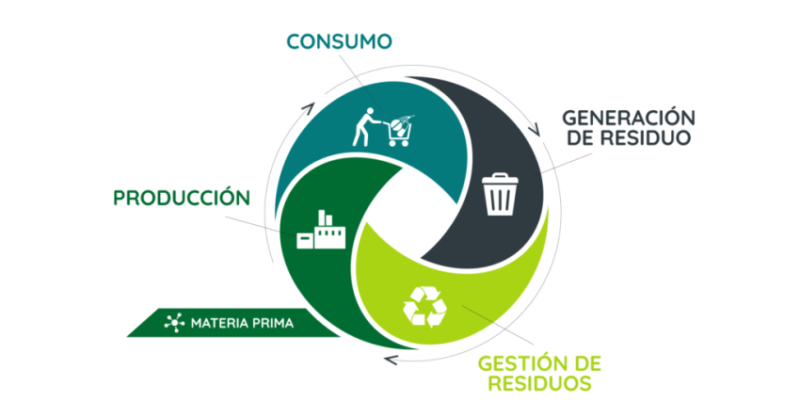 CONSUMO
GENERACIÓN
DE RESIDUO
PRODUCCIÓN
MATERIA PRIMA
GESTIÓN DE
RESIDUOS